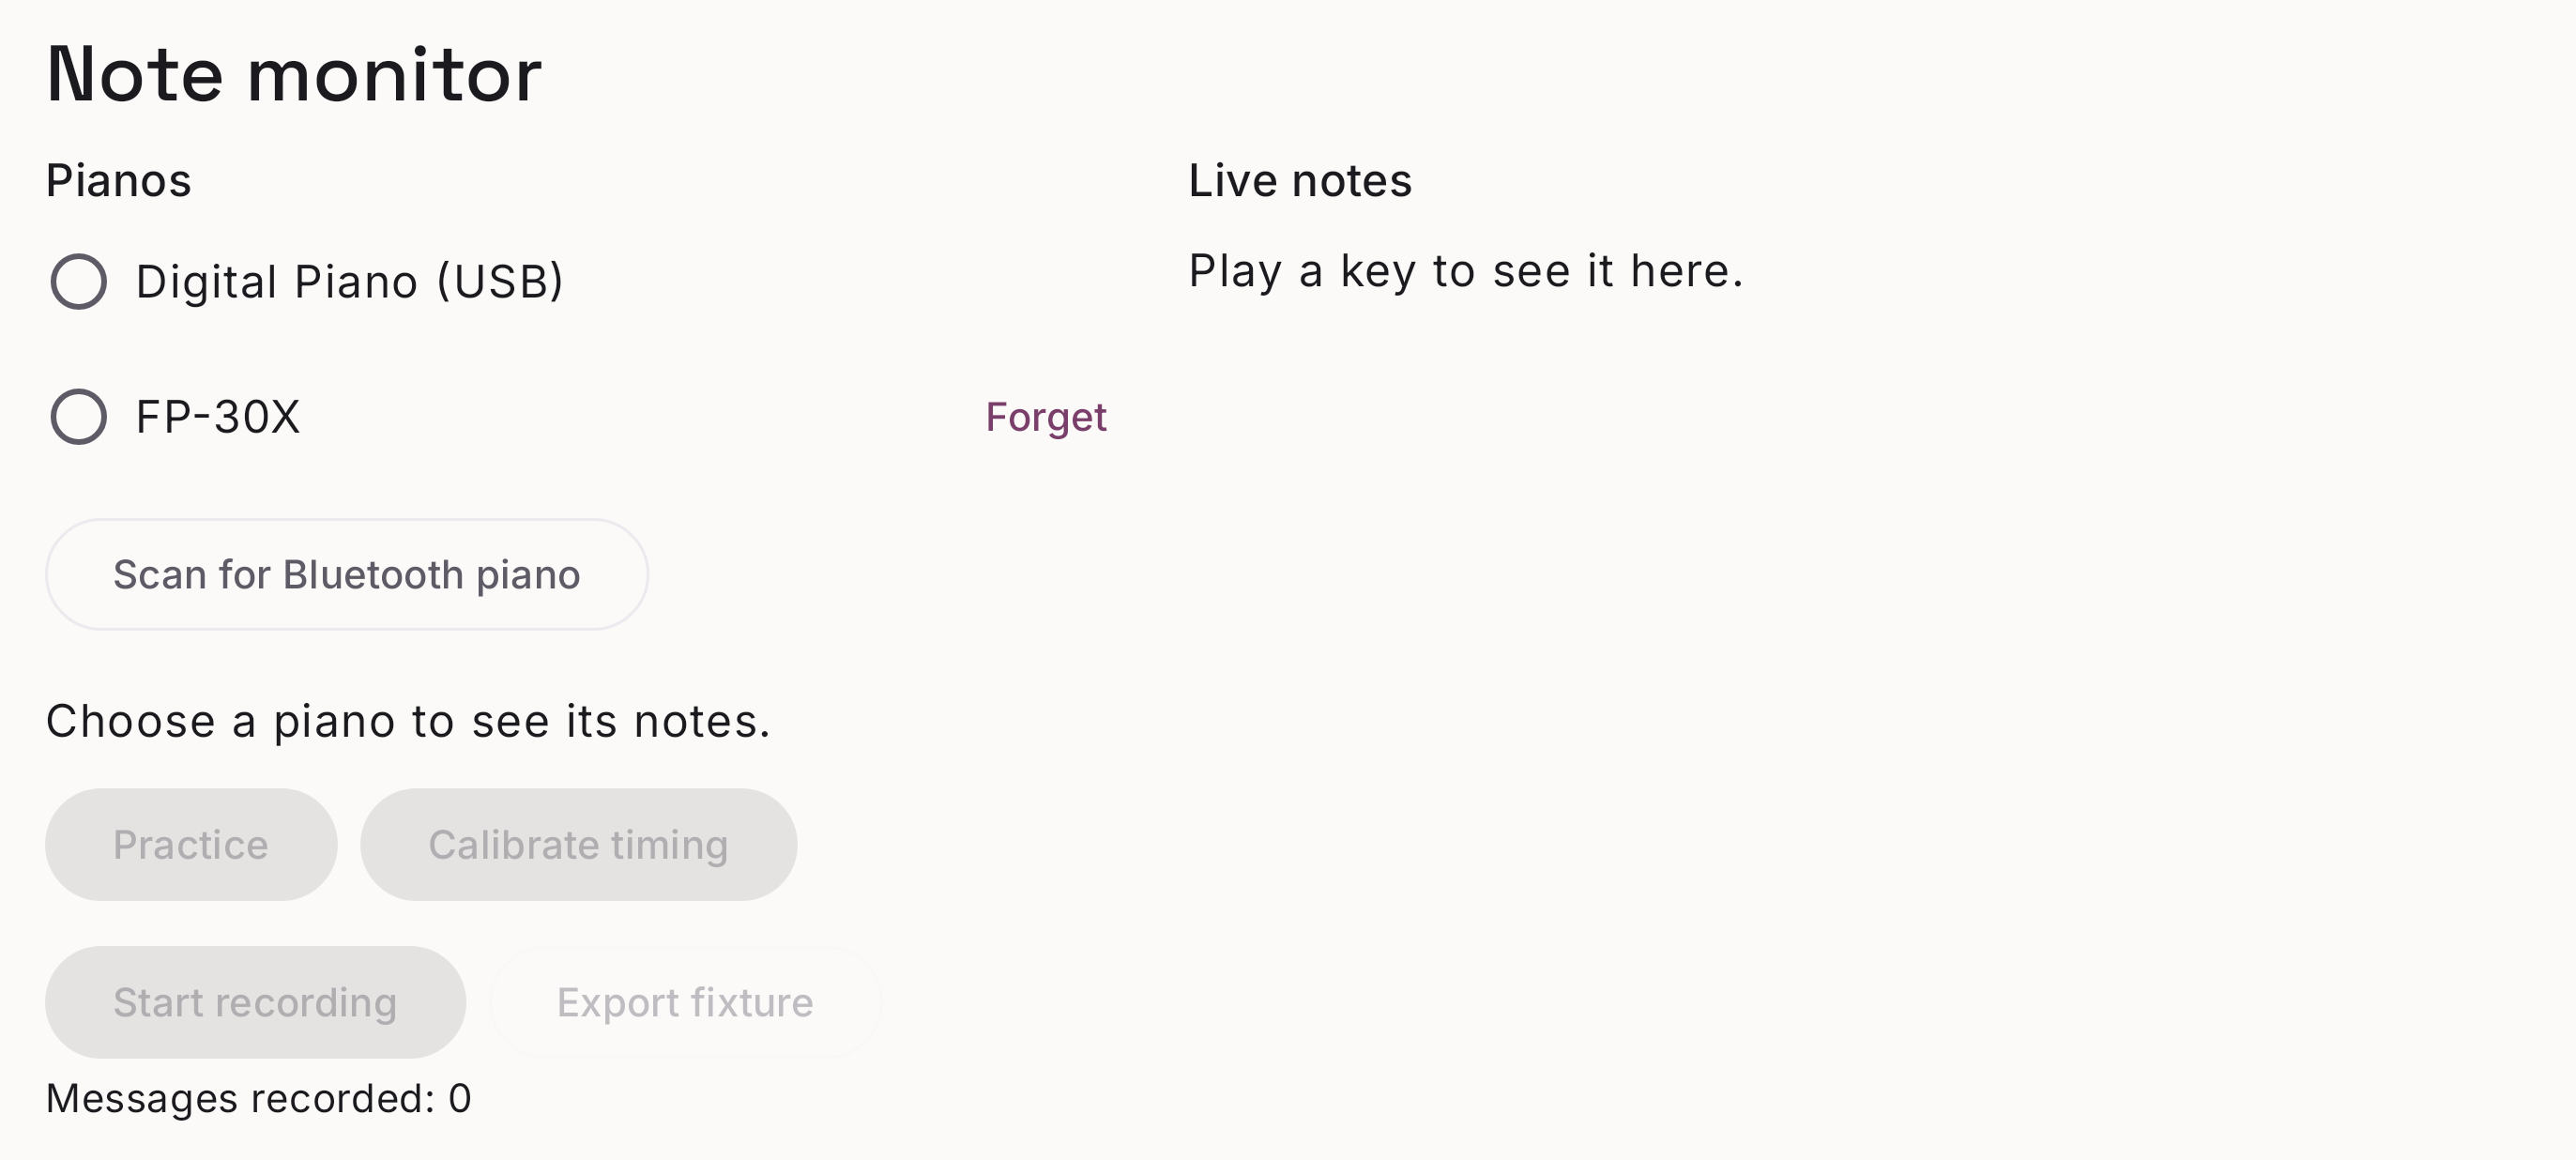 Note monitor
Pianos
Digital Piano (USB)
FP-30X
Forget
Scan for Bluetooth piano
Choose a piano to see its notes.
Practice
Calibrate timing
Start recording
Export fixture
Messages recorded: 0
Live notes
Play a key to see it here.